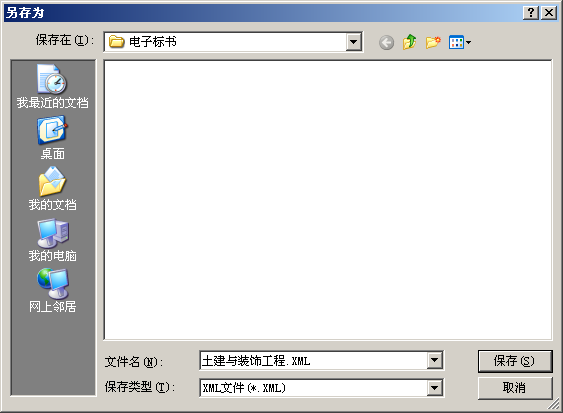 另存为
保存在(I):
电子标书
我最近的文档
桌面
我的文档
我的电脑
网上邻居
文件名(N):
土建与装饰工程.XML
保存(S)
保存类型(T):
XML文件(*.XML)
取消